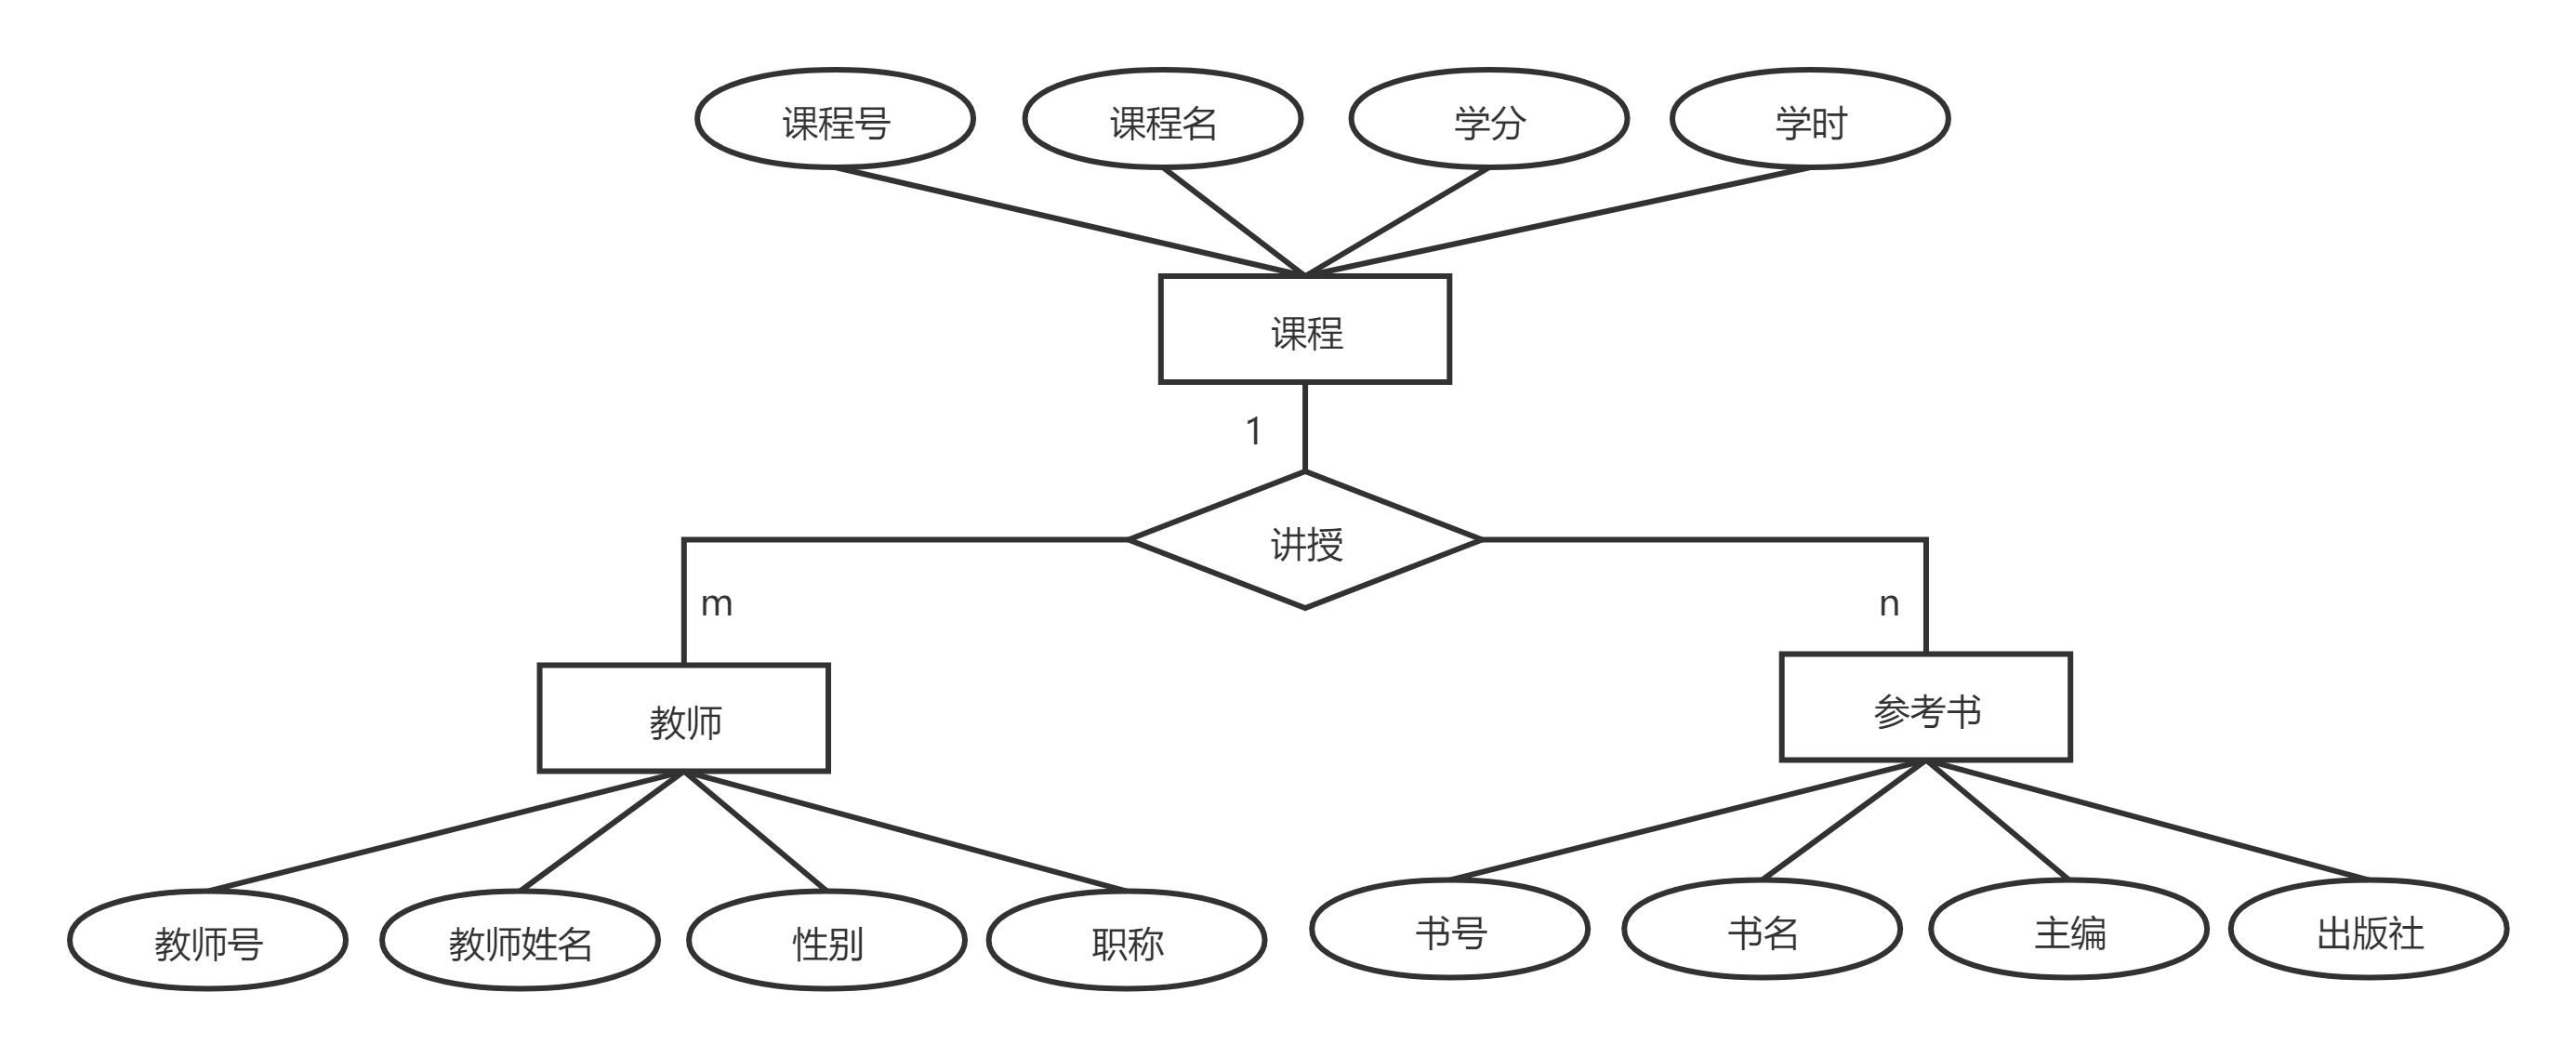 课程号
课程名
学分
学时
课程
1
讲授
m
n
教师
参考书
教师号
教师姓名
性别
职称
书号
书名
主编
出版社